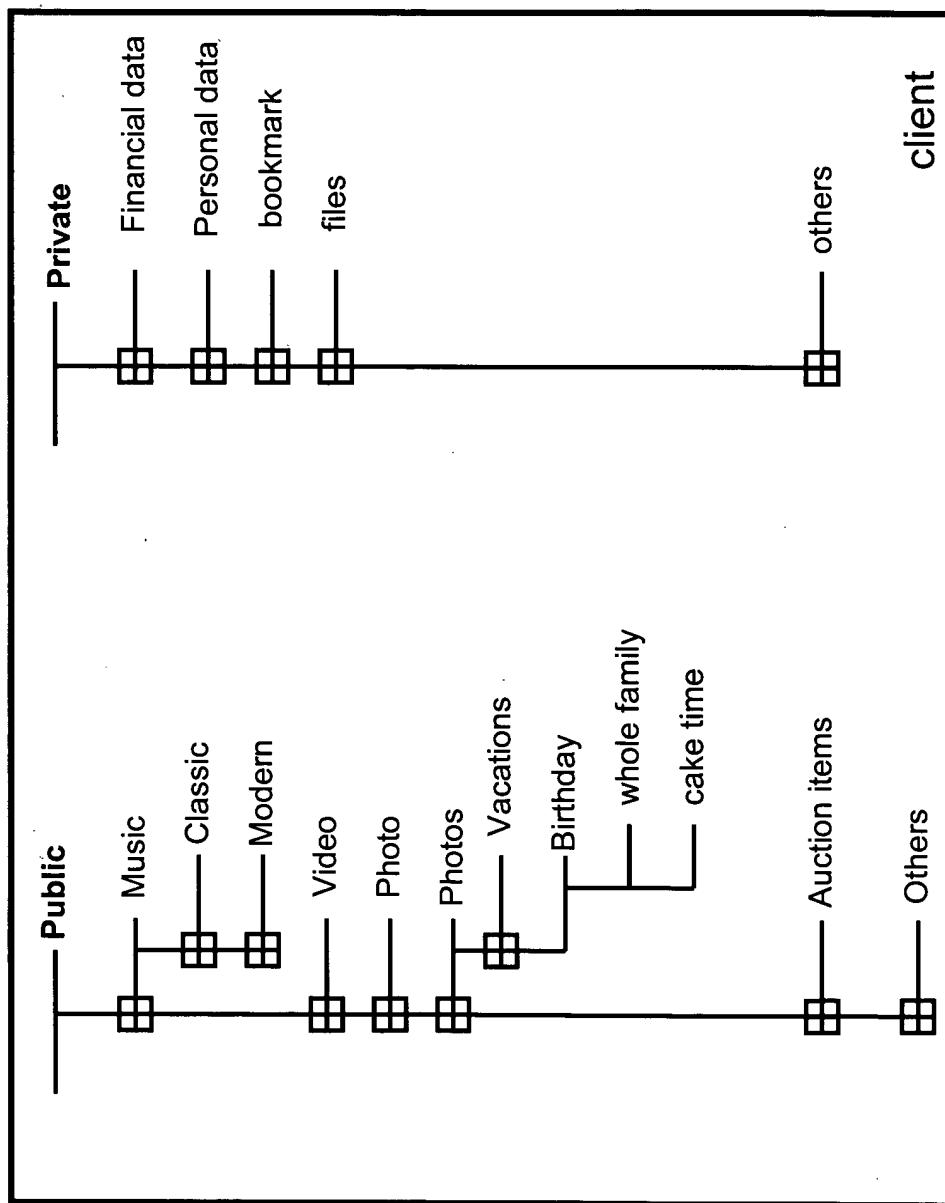 Public
Music
Classic
Modern
Video
Photo
Photos
Vacations
Birthday
whole family
cake time
Auction items
Others
Private
Financial data
Personal data
bookmark
files
others
client